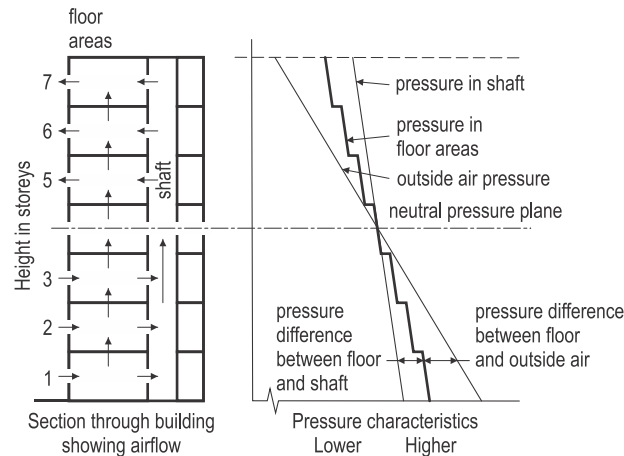 floor
areas
7
6
5
3
2
1
Height in storeys
shaft
Section through building
showing airflow
pressure in shaft
pressure in
floor areas
outside air pressure
neutral pressure plane
pressure
difference
between floor
and shaft
pressure difference
between floor
and outside air
Pressure characteristics
Lower Higher